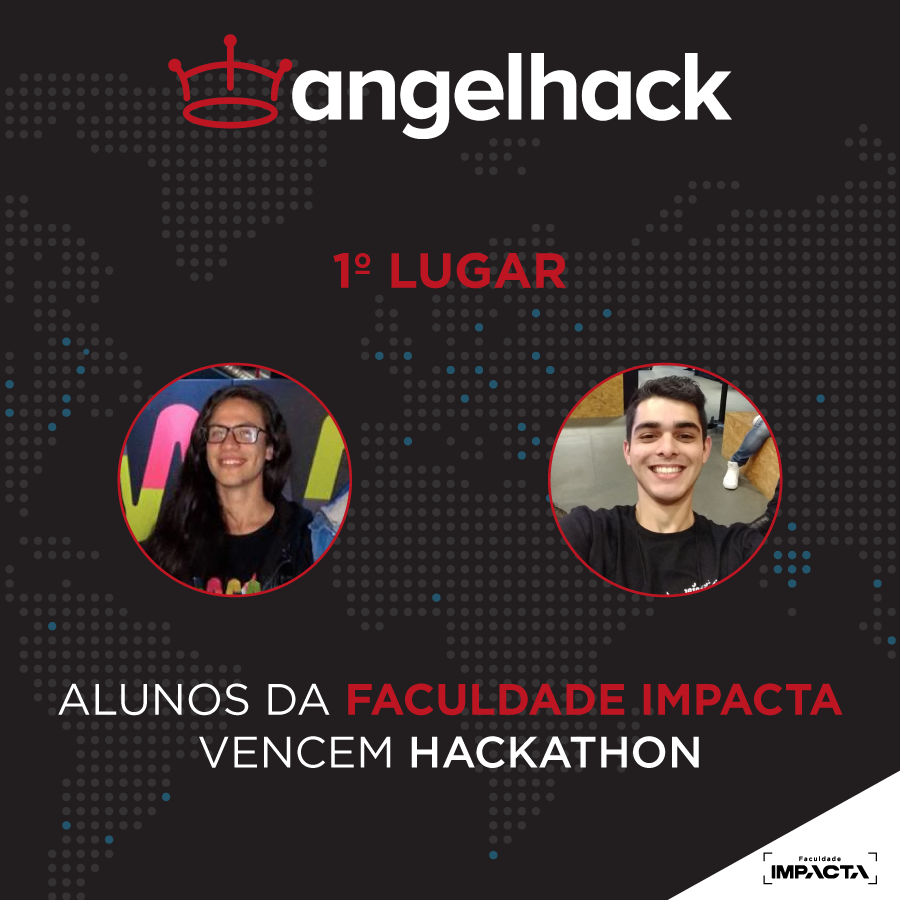 angelhack
1º LUGAR
ALUNOS DA FACULDADE IMPACTA
VENCEM HACKATHON
Faculdade
IMPACTA